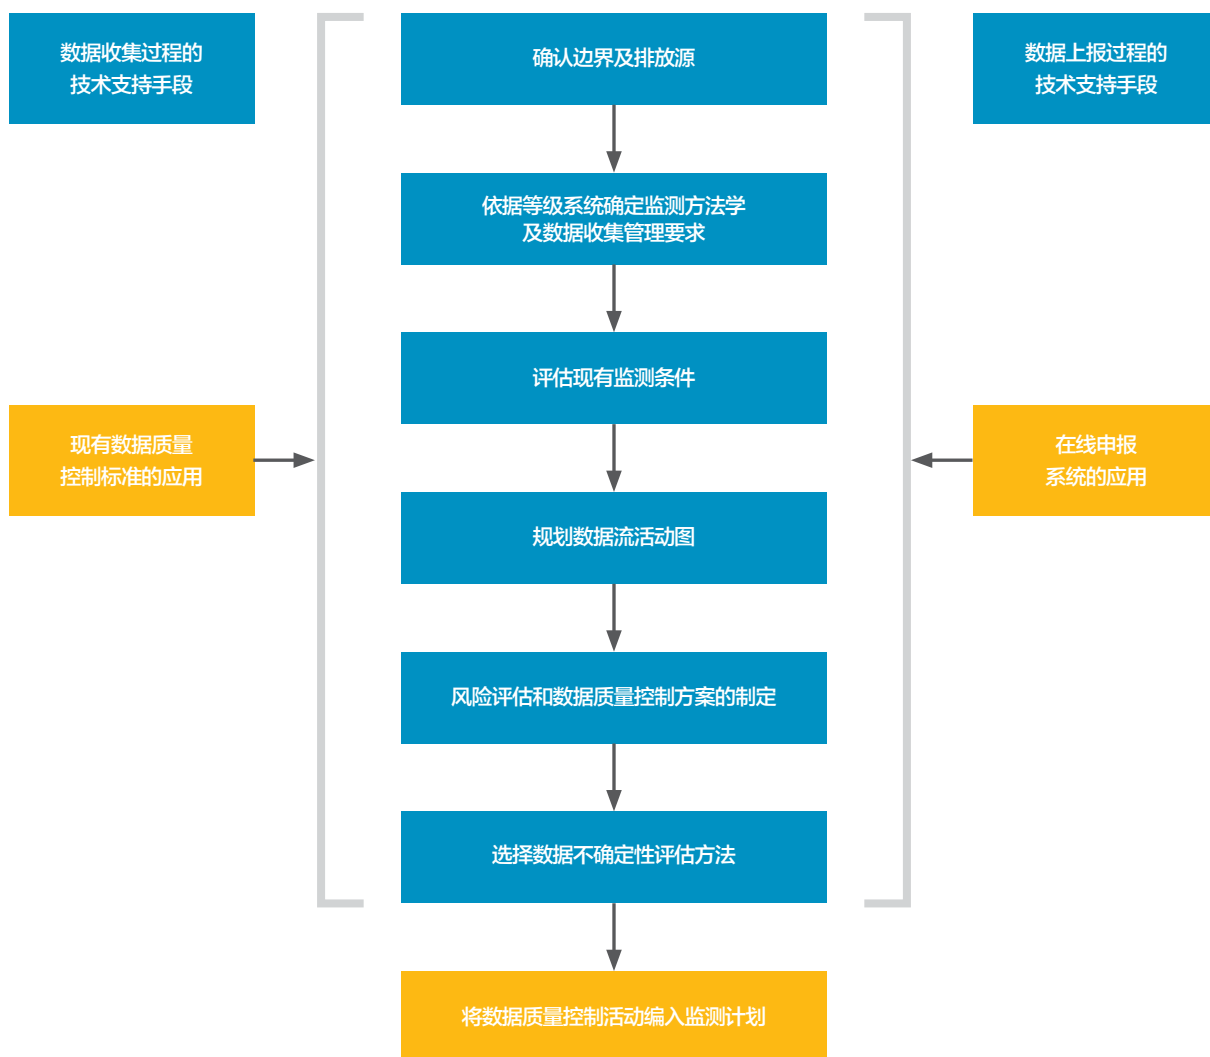 数据收集过程的
技术支持手段
确认边界及排放源
数据上报过程的
技术支持手段
依据等级系统确定监测方法学
及数据收集管理要求
评估现有监测条件
现有数据质量
控制标准的应用
在线申报
系统的应用
规划数据流活动图
风险评估和数据质量控制方案的制定
选择数据不确定性评估方法
将数据质量控制活动编入监测计划